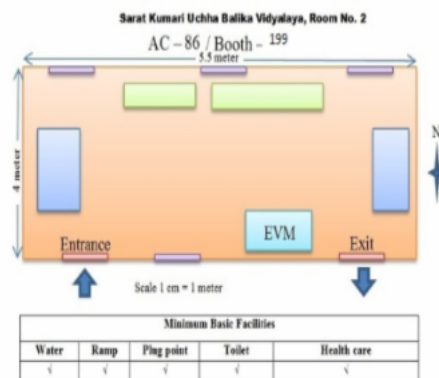 Sarat Kumari Uchha Balika Vidyalaya, Room No. 2
AC – 86 / Booth – 199
5.5 meter
4 meter
N
EVM
Entrance
Exit
Scale 1 cm = 1 meter
Minimum Basic Facilities
Water Ramp Plug point Toilet Health care
√ √ √ √ √